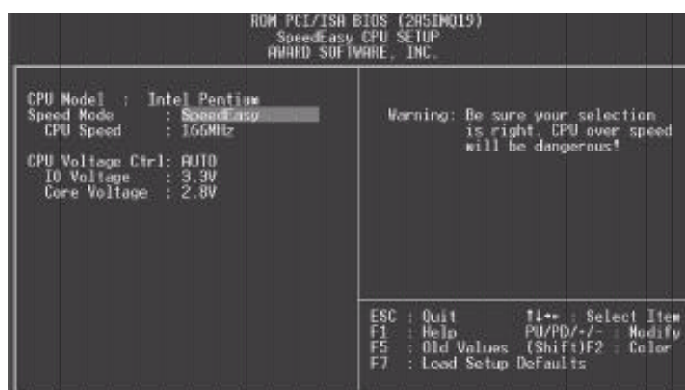 ROM PCI/ISA BIOS (2A5IMQ19)
SpeedEasy CPU SETUP
AWARD SOFTWARE, INC.
CPU Model : Intel Pentium
Speed Mode : SpeedEasy
CPU Speed : 166MHz
CPU Voltage Ctrl: AUTO
IO Voltage : 3.3V
Core Voltage : 2.8V
Warning: Be sure your selection
is right. CPU over speed
will be dangerous!
ESC : Quit ↑↓→← : Select Item
F1 : Help PU/PD/+/- : Modify
F5 : Old Values (Shift)F2 : Color
F7 : Load Setup Defaults